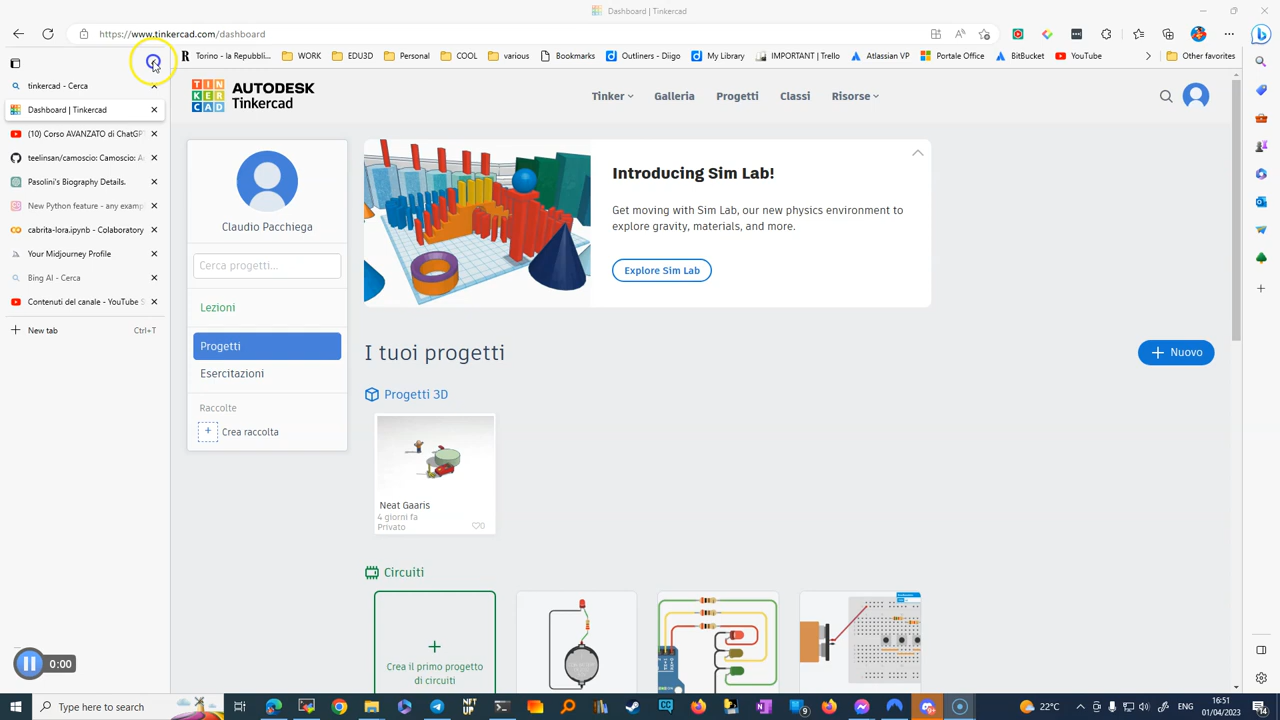 Dashboard | Tinkercad
https://www.tinkercad.com/dashboard
Torino - la Repubbli...
WORK
EDU3D
Personal
COOL
various
Bookmarks
Outliners - Diigo
My Library
IMPORTANT | Trello
Atlassian VP
Portale Office
BitBucket
YouTube
Other favorites
tinkercad - Cerca
Dashboard | Tinkercad
(10) Corso AVANZATO di ChatGP
teelinsan/camoscio: Camoscio: A
Pasolini's Biography Details.
New Python feature - any examp
cabrita-lora.ipynb - Colaboratory
Your Midjourney Profile
Bing AI - Cerca
Contenuti del canale - YouTube S
New tab
Ctrl+T
TIN
KER
CAD
AUTODESK
Tinkercad
Tinker
Galleria
Progetti
Classi
Risorse
Claudio Pacchiega
Cerca progetti...
Lezioni
Progetti
Esercitazioni
Raccolte
Crea raccolta
Introducing Sim Lab!
Get moving with Sim Lab, our new physics environment to
explore gravity, materials, and more.
Explore Sim Lab
I tuoi progetti
Nuovo
Progetti 3D
Neat Gaaris
4 giorni fa
Privato
0
Circuiti
Crea il primo progetto
di circuiti
0:00
Type here to search
22°C
ENG
16:51
01/04/2023